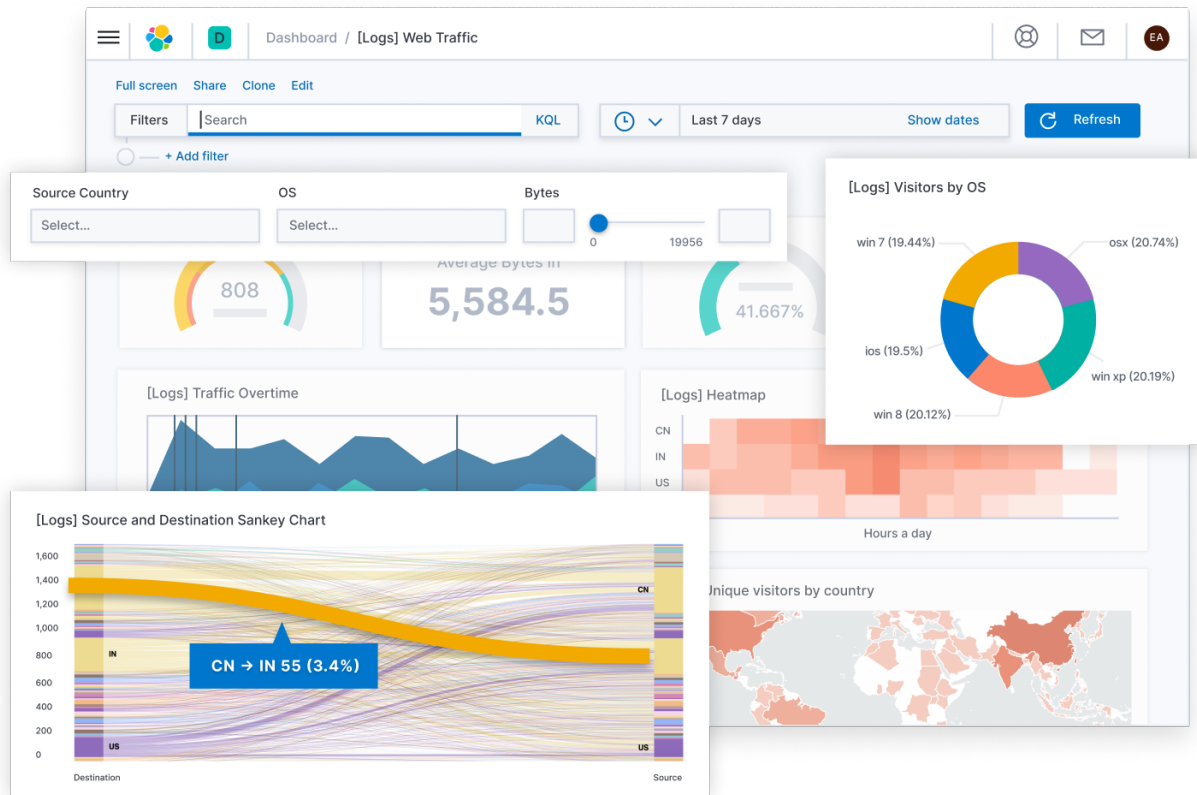 D
Dashboard / [Logs] Web Traffic
EA
Full screen Share Clone Edit
Filters Search KQL
Last 7 days Show dates
Refresh
+ Add filter
Source Country OS Bytes
Select... Select...
0 19956
[Logs] Visitors by OS
win 7 (19.44%)
osx (20.74%)
ios (19.5%)
win xp (20.19%)
win 8 (20.12%)
808
Average Bytes In
5,584.5
41.667%
[Logs] Traffic Overtime
[Logs] Heatmap
CN
IN
US
Hours a day
[Logs] Source and Destination Sankey Chart
1,600
1,400
1,200
1,000
800
600
400
200
0
CN
IN
CN → IN 55 (3.4%)
US
US
Destination
Source
Unique visitors by country